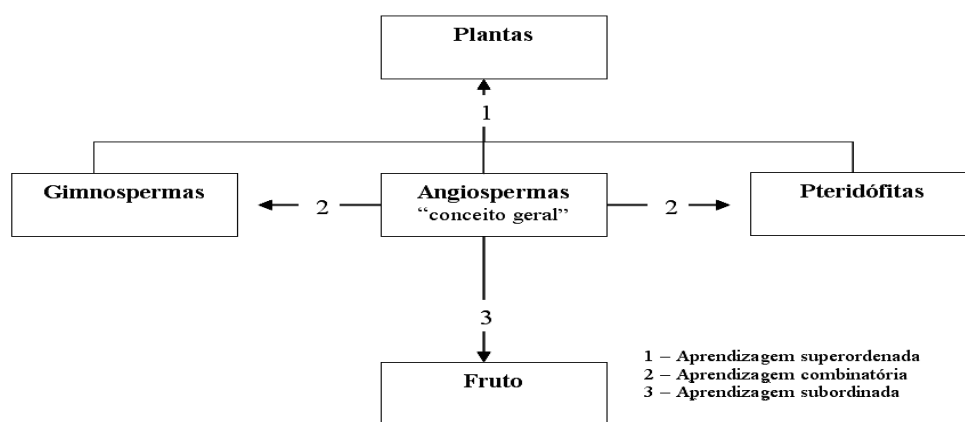 Plantas
1
Gimnospermas
2
Angiospermas
“conceito geral”
2
Pteridófitas
3
Fruto
1 – Aprendizagem superordenada
2 – Aprendizagem combinatória
3 – Aprendizagem subordinada